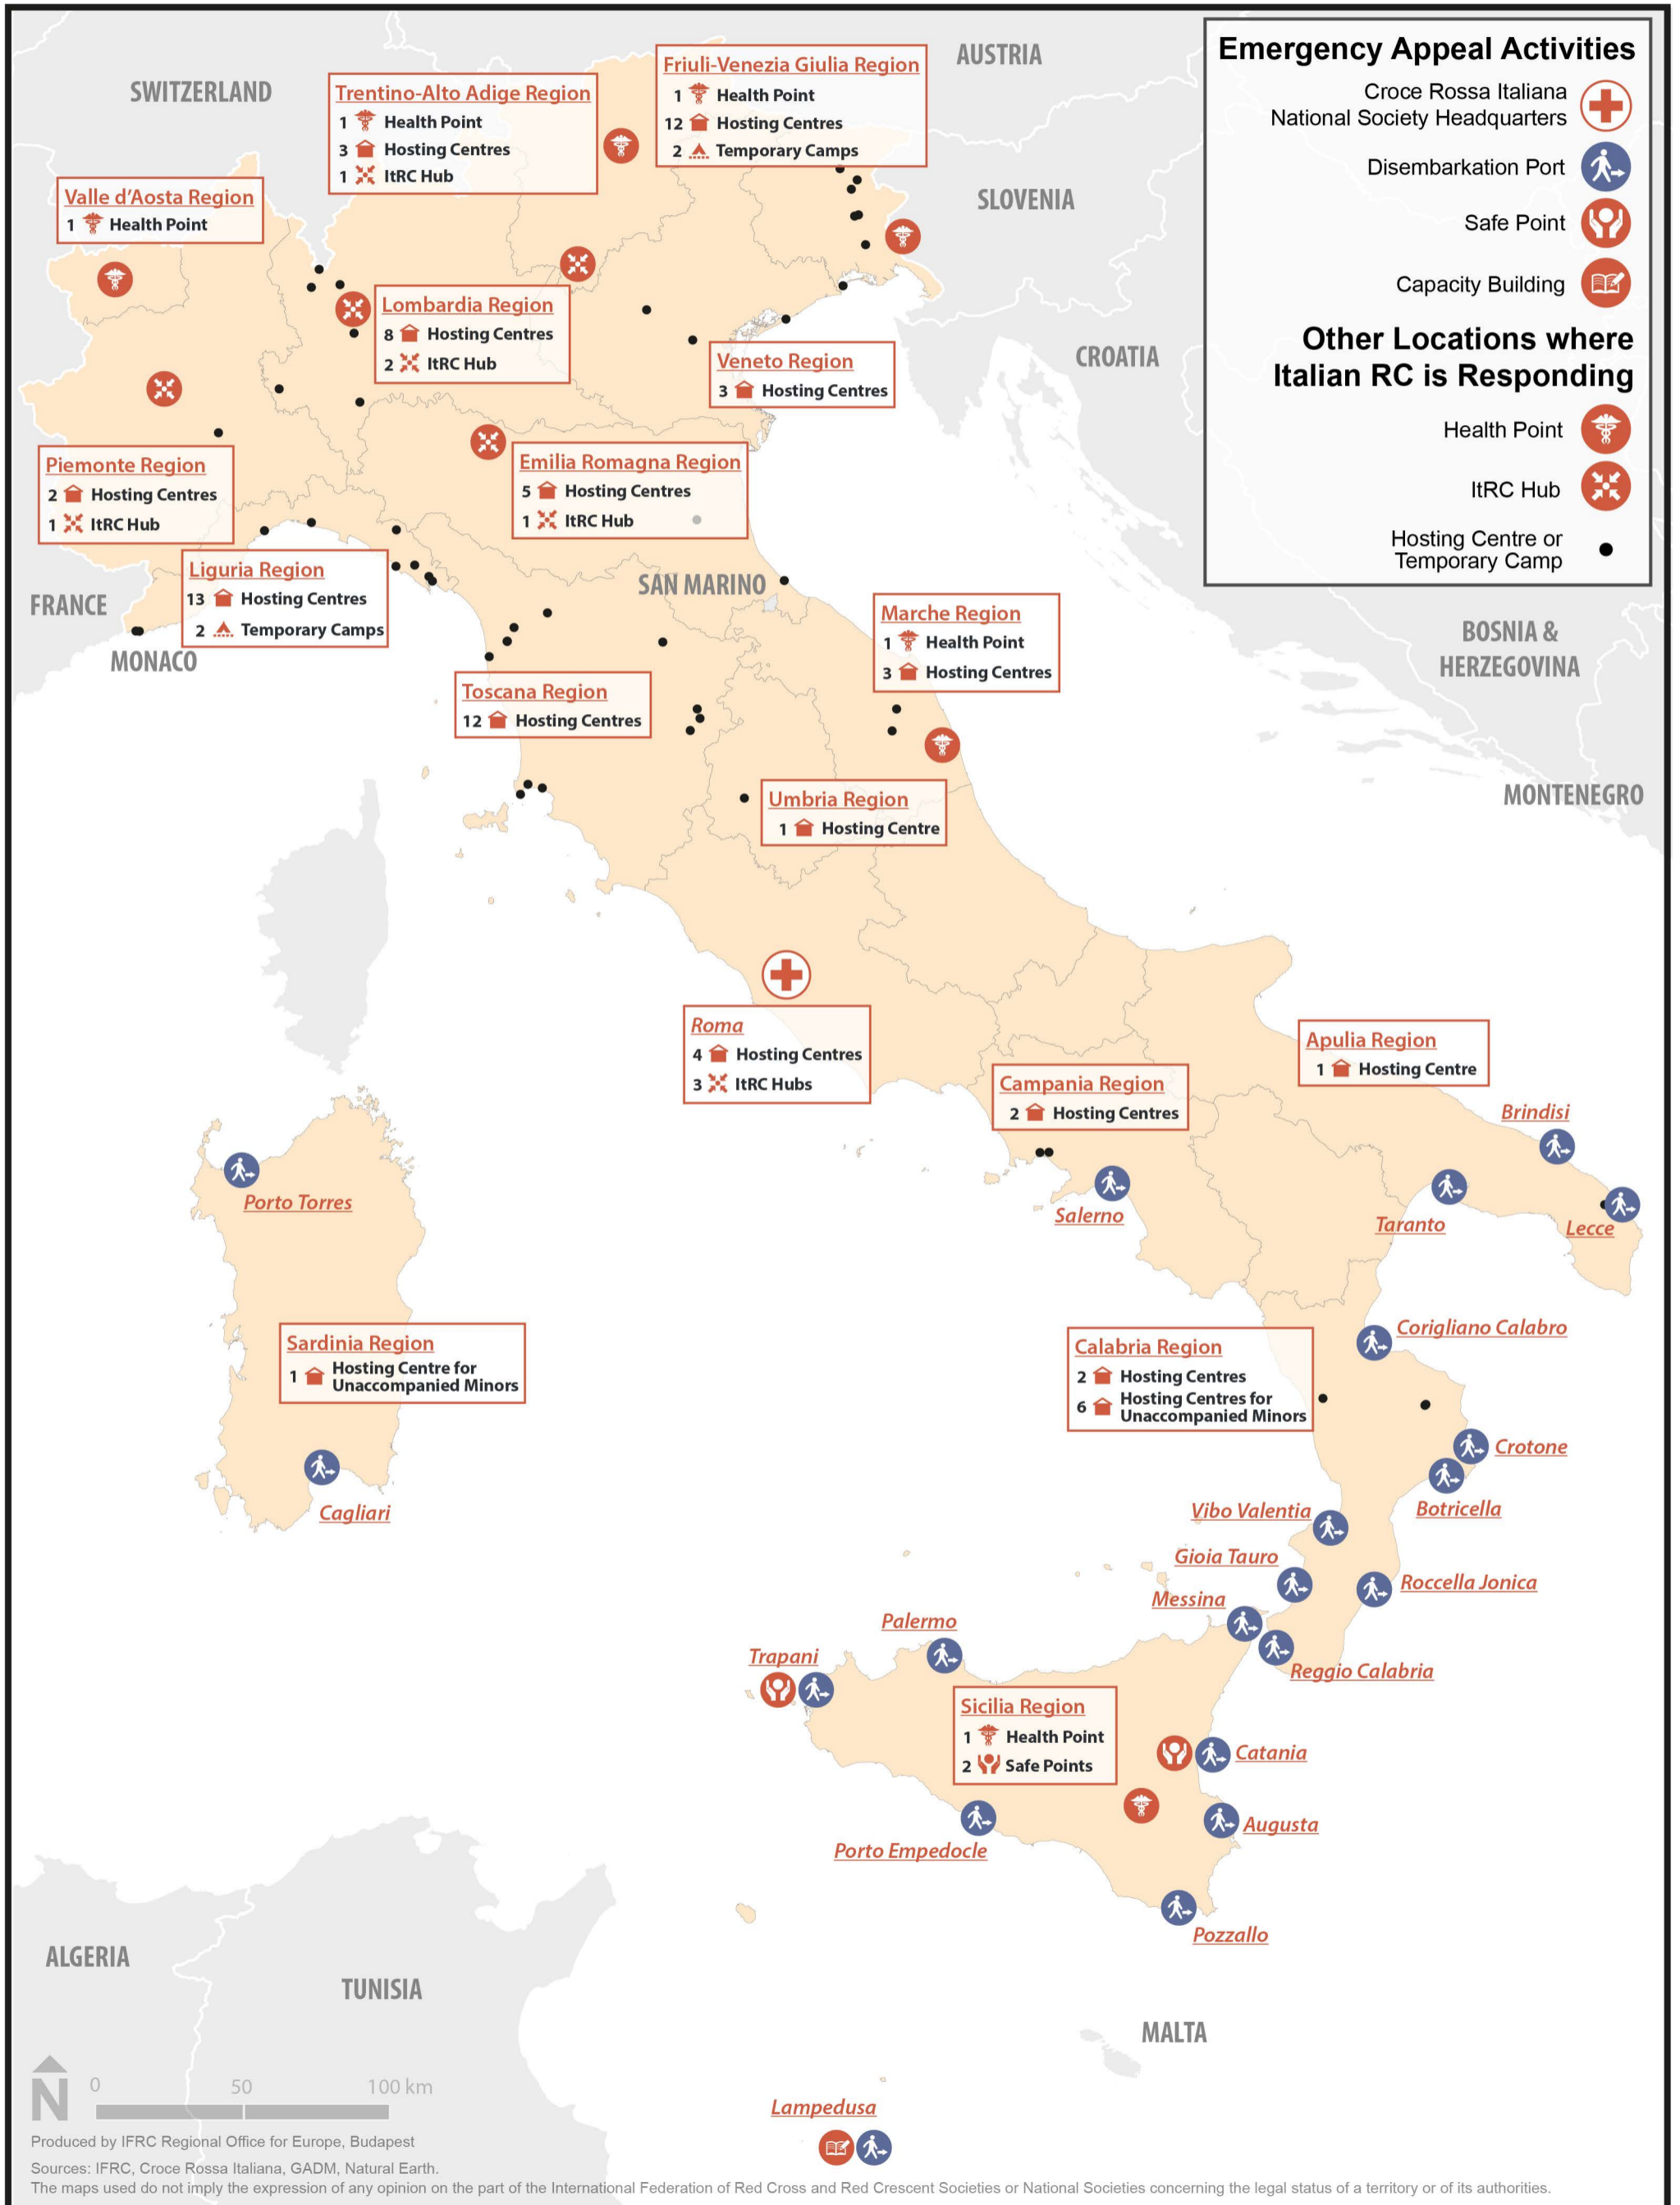 SWITZERLAND
AUSTRIA
SLOVENIA
CROATIA
BOSNIA &
HERZEGOVINA
MONTENEGRO
FRANCE
MONACO
SAN MARINO
ALGERIA
TUNISIA
MALTA
Emergency Appeal Activities
Croce Rossa Italiana
National Society Headquarters
Disembarkation Port
Safe Point
Capacity Building
Other Locations where
Italian RC is Responding
Health Point
ItRC Hub
Hosting Centre or
Temporary Camp
Friuli-Venezia Giulia Region
1 Health Point
12 Hosting Centres
2 Temporary Camps
Trentino-Alto Adige Region
1 Health Point
3 Hosting Centres
1 ItRC Hub
Valle d'Aosta Region
1 Health Point
Lombardia Region
8 Hosting Centres
2 ItRC Hub
Veneto Region
3 Hosting Centres
Piemonte Region
2 Hosting Centres
1 ItRC Hub
Emilia Romagna Region
5 Hosting Centres
1 ItRC Hub
Liguria Region
13 Hosting Centres
2 Temporary Camps
Marche Region
1 Health Point
3 Hosting Centres
Toscana Region
12 Hosting Centres
Umbria Region
1 Hosting Centre
Roma
4 Hosting Centres
3 ItRC Hubs
Apulia Region
1 Hosting Centre
Campania Region
2 Hosting Centres
Brindisi
Taranto
Lecce
Salerno
Porto Torres
Sardinia Region
1 Hosting Centre for
Unaccompanied Minors
Cagliari
Corigliano Calabro
Calabria Region
2 Hosting Centres
6 Hosting Centres for
Unaccompanied Minors
Crotone
Botricella
Vibo Valentia
Gioia Tauro
Roccella Jonica
Messina
Reggio Calabria
Palermo
Trapani
Sicilia Region
1 Health Point
2 Safe Points
Catania
Augusta
Porto Empedocle
Pozzallo
Lampedusa
N
0 50 100 km
Produced by IFRC Regional Office for Europe, Budapest
Sources: IFRC, Croce Rossa Italiana, GADM, Natural Earth.
The maps used do not imply the expression of any opinion on the part of the International Federation of Red Cross and Red Crescent Societies or National Societies concerning the legal status of a territory or of its authorities.